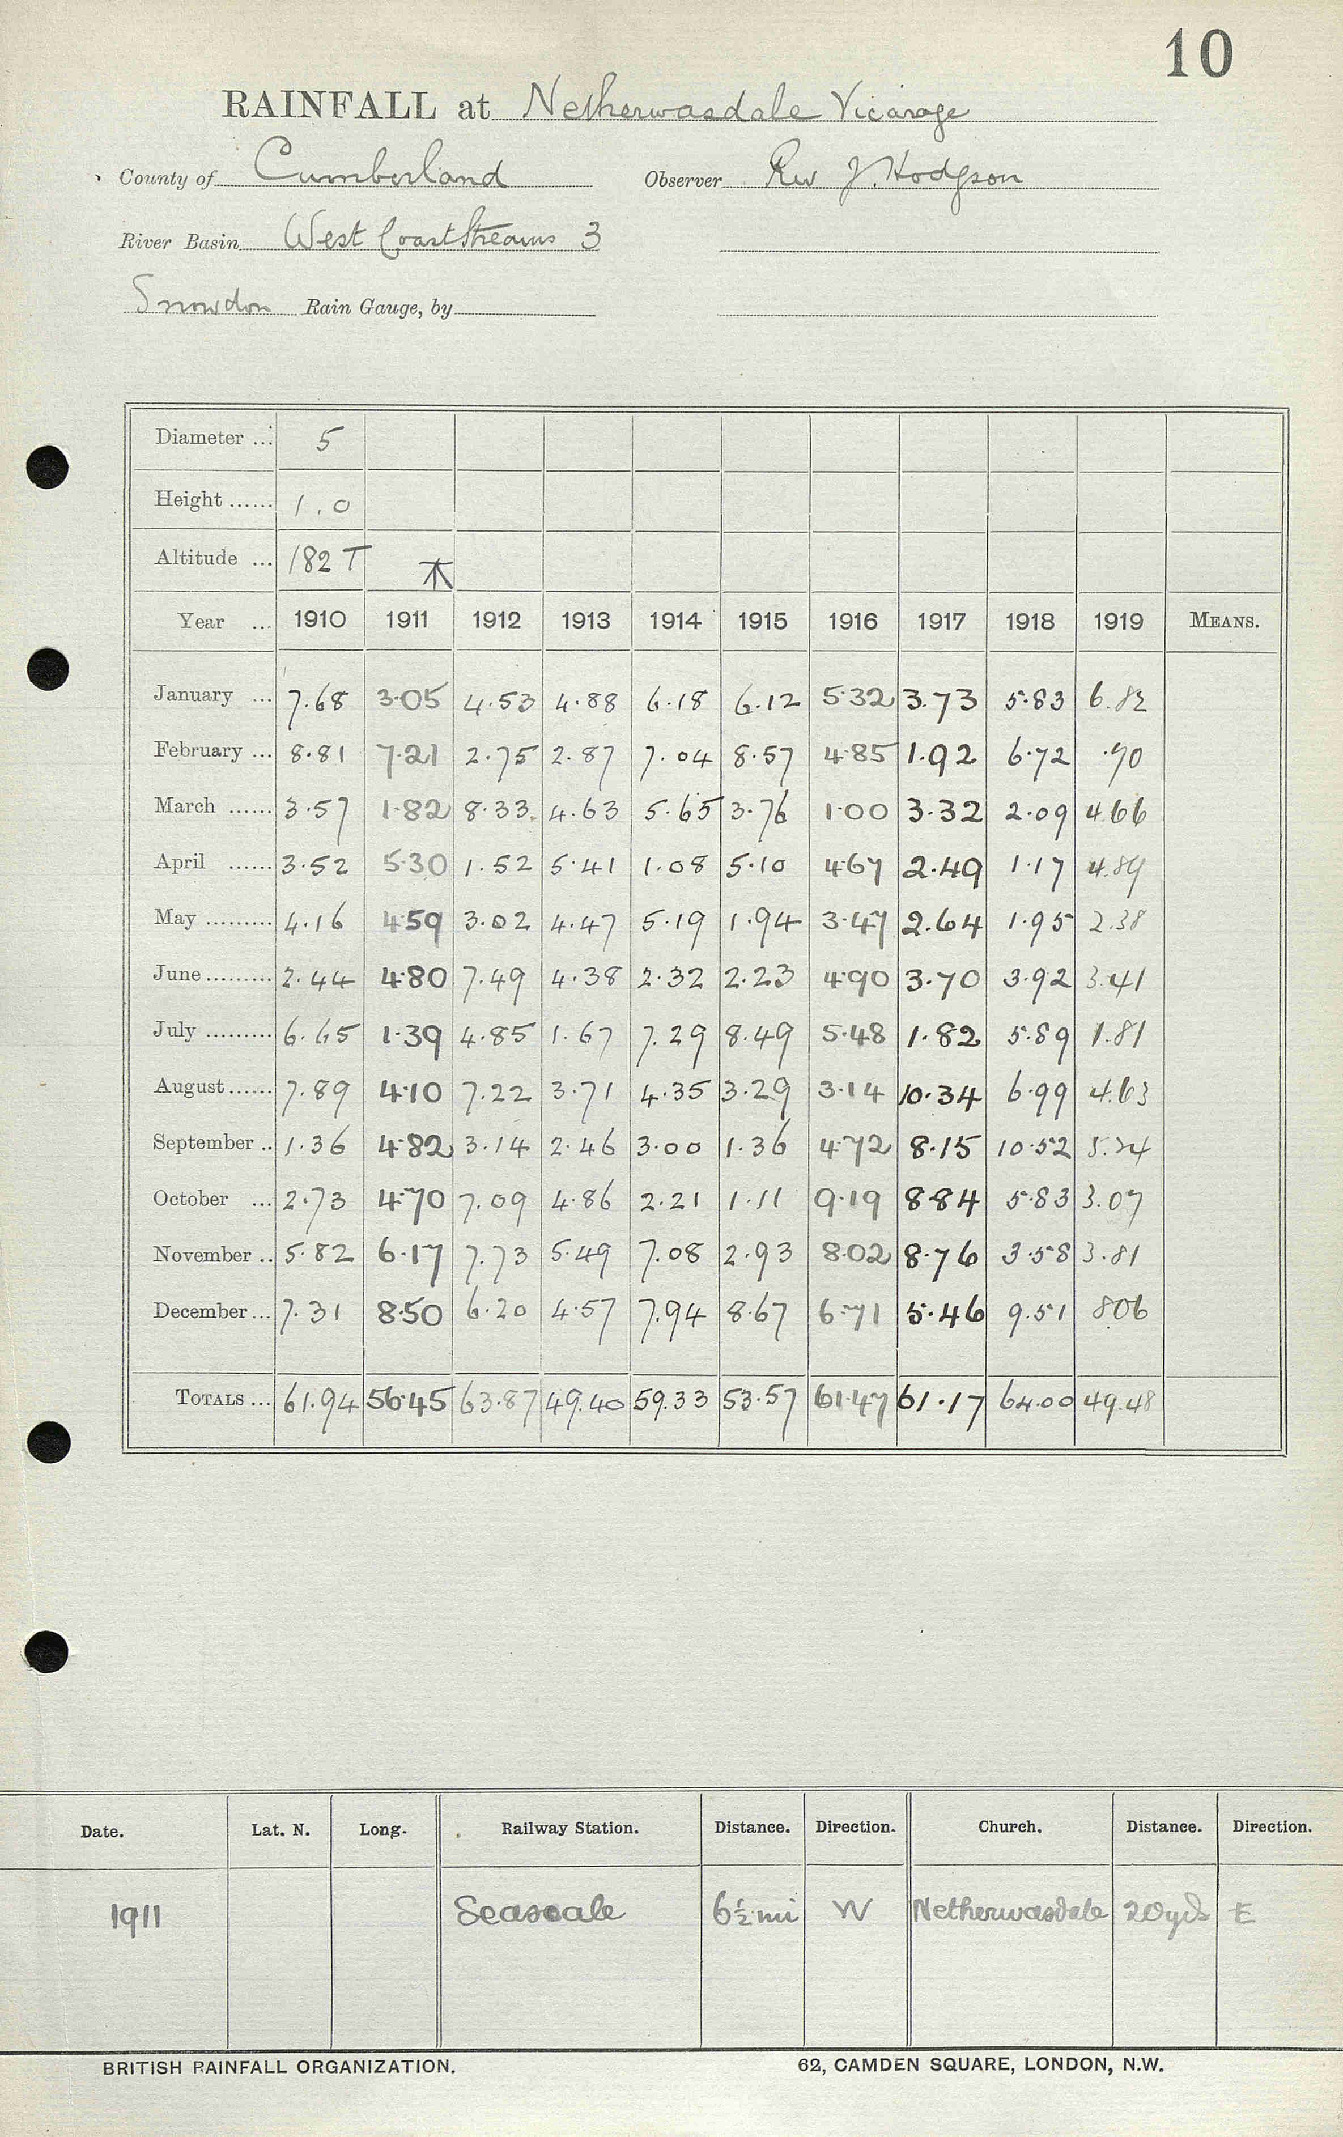 10
RAINFALL at Netherwasdale Vicarage
County of Cumberland Observer Rev J. Hodgson
River Basin West Coast Streams 3
Snowdon Rain Gauge, by
Diameter ... 5
Height ...... 1.0
Altitude ... 182 T
Year ... 1910 1911 1912 1913 1914 1915 1916 1917 1918 1919 MEANS.
January ... 7.68 3.05 4.53 4.88 6.18 6.12 5.32 3.73 5.83 6.82
February ... 8.81 7.21 2.75 2.87 7.04 8.57 4.85 1.92 6.72 .70
March ...... 3.57 1.82 8.33 4.63 5.65 3.76 1.00 3.32 2.09 4.66
April ...... 3.52 5.30 1.52 5.41 1.08 5.10 4.67 2.49 1.17 4.89
May ......... 4.16 4.59 3.02 4.47 5.19 1.94 3.47 2.64 1.95 2.38
June ......... 2.44 4.80 7.49 4.38 2.32 2.23 4.90 3.70 3.92 3.41
July ......... 6.65 1.39 4.85 1.67 7.29 8.49 5.48 1.82 5.89 1.81
August ...... 7.89 4.10 7.22 3.71 4.35 3.29 3.14 10.34 6.99 4.63
September .. 1.36 4.82 3.14 2.46 3.00 1.36 4.72 8.15 10.52 5.24
October ... 2.73 4.70 7.09 4.86 2.21 1.11 9.19 8.84 5.83 3.07
November .. 5.82 6.17 7.73 5.49 7.08 2.93 8.02 8.76 3.58 3.81
December ... 7.31 8.50 6.20 4.57 7.94 8.67 6.71 5.46 9.51 8.06
TOTALS ... 61.94 56.45 63.87 49.40 59.33 53.57 61.47 61.17 64.00 49.48
Date. Lat. N. Long. Railway Station. Distance. Direction. Church. Distance. Direction.
1911 Seascale 6½ mi W Netherwasdale 20 yds E
BRITISH RAINFALL ORGANIZATION. 62, CAMDEN SQUARE, LONDON, N.W.